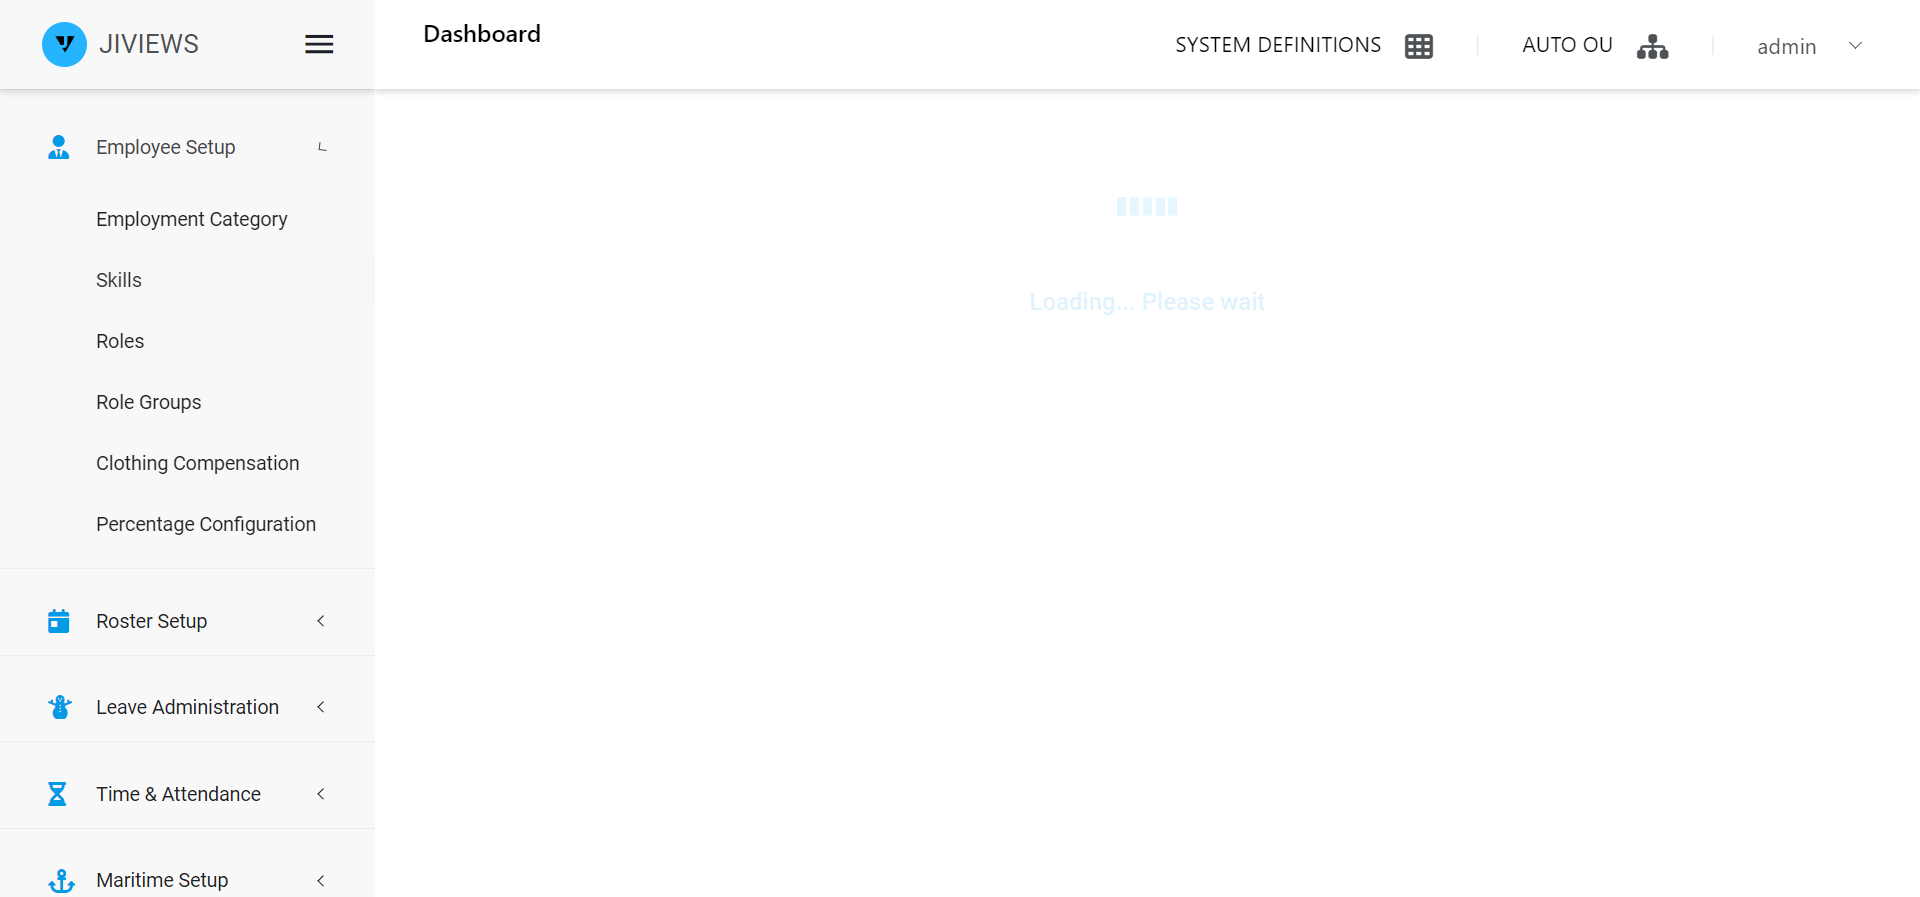 JIVIEWS
Dashboard
SYSTEM DEFINITIONS
AUTO OU
admin
Employee Setup
Employment Category
Skills
Roles
Role Groups
Clothing Compensation
Percentage Configuration
Roster Setup
Leave Administration
Time & Attendance
Maritime Setup
Loading... Please wait